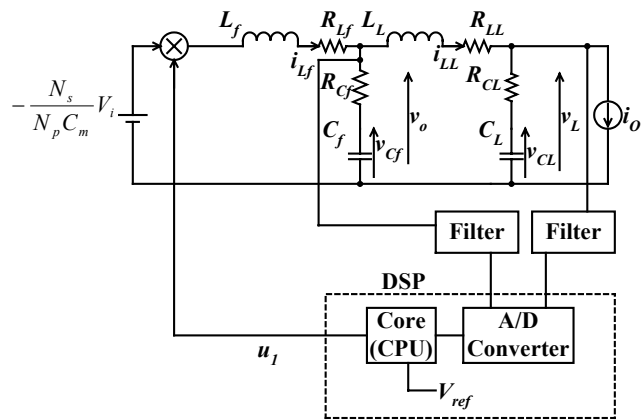 L_f R_Lf L_L R_LL
i_Lf i_LL
R_Cf R_CL
- N_s / N_p C_m V_i
v_o v_L i_O
C_f v_Cf C_L v_CL
Filter Filter
DSP
Core (CPU)
A/D Converter
u_1
V_ref